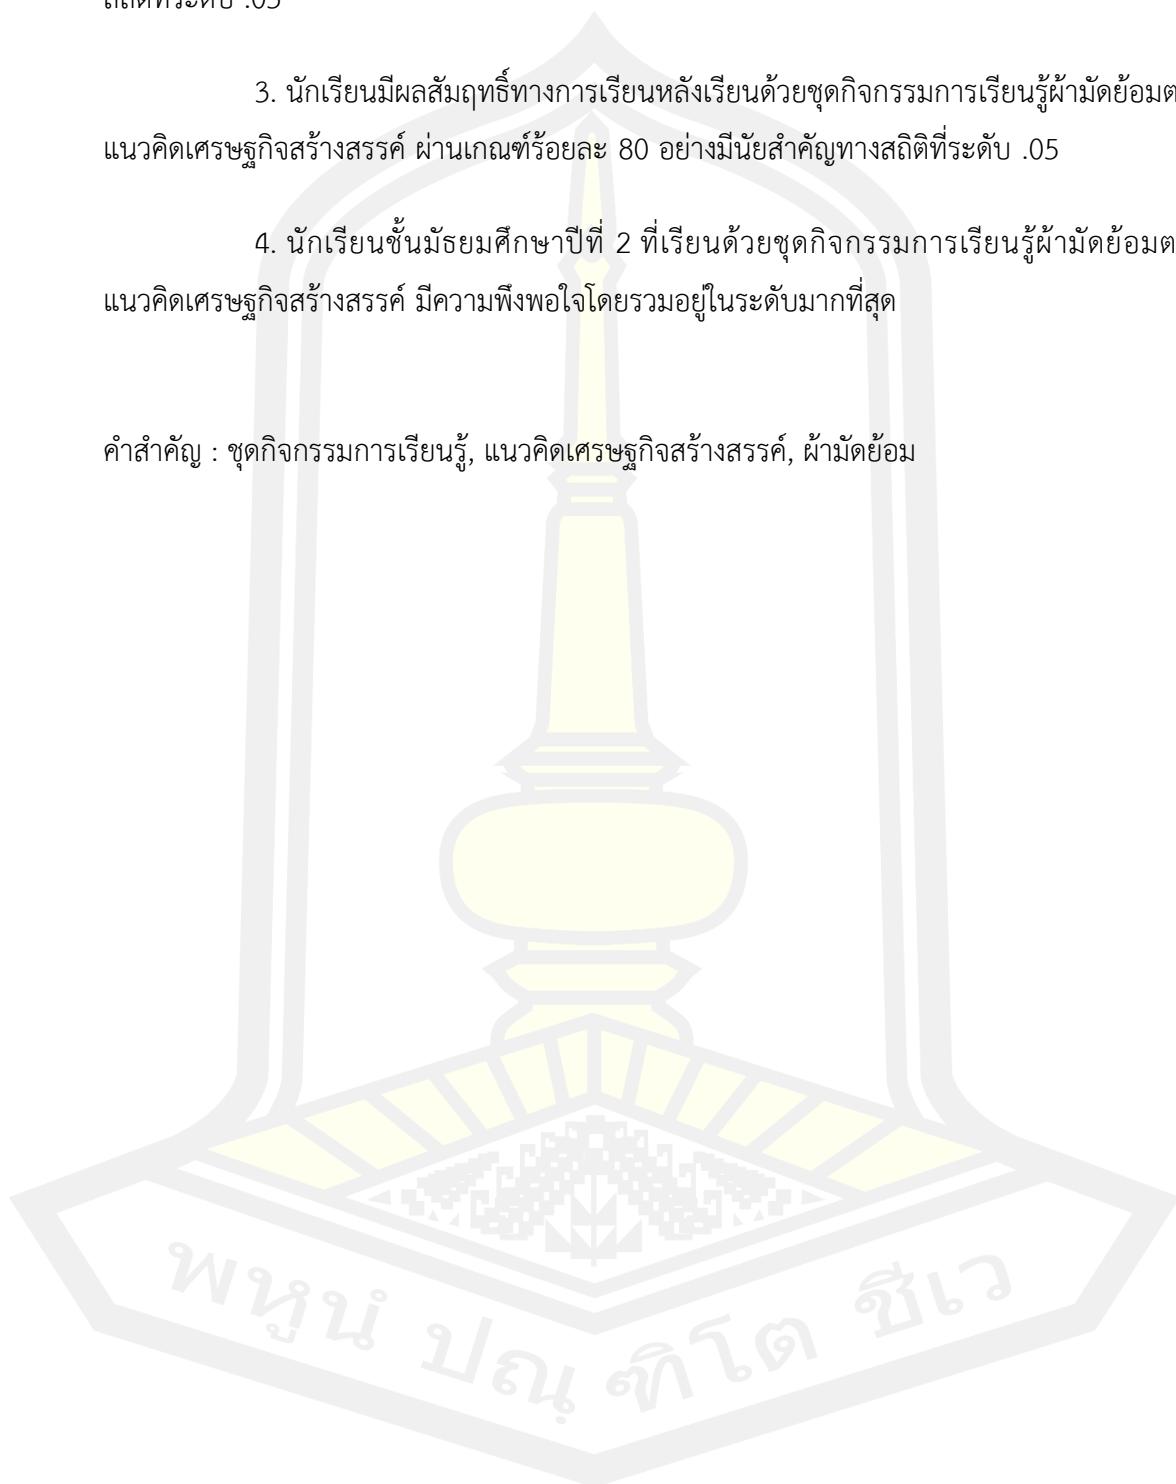 3. นักเรียนมีผลสัมฤทธิ์ทางการเรียนหลังเรียนด้วยชุดกิจกรรมการเรียนรู้ผ้ามัดย้อมต
แนวคิดเศรษฐกิจสร้างสรรค์ ผ่านเกณฑ์ร้อยละ 80 อย่างมีนัยสำคัญทางสถิติที่ระดับ .05
4. นักเรียนชั้นมัธยมศึกษาปีที่ 2 ที่เรียนด้วยชุดกิจกรรมการเรียนรู้ผ้ามัดย้อมต
แนวคิดเศรษฐกิจสร้างสรรค์ มีความพึงพอใจโดยรวมอยู่ในระดับมากที่สุด
คำสำคัญ : ชุดกิจกรรมการเรียนรู้, แนวคิดเศรษฐกิจสร้างสรรค์, ผ้ามัดย้อม
พหูนํ ปณฺฑิโต ชีเว